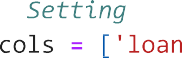 Setting
cols = ['loan